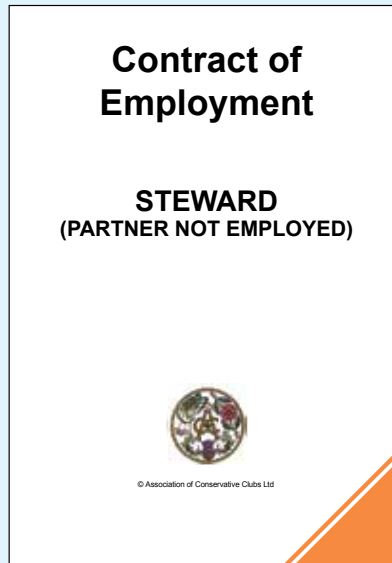 Contract of
Employment
STEWARD
(PARTNER NOT EMPLOYED)
© Association of Conservative Clubs Ltd